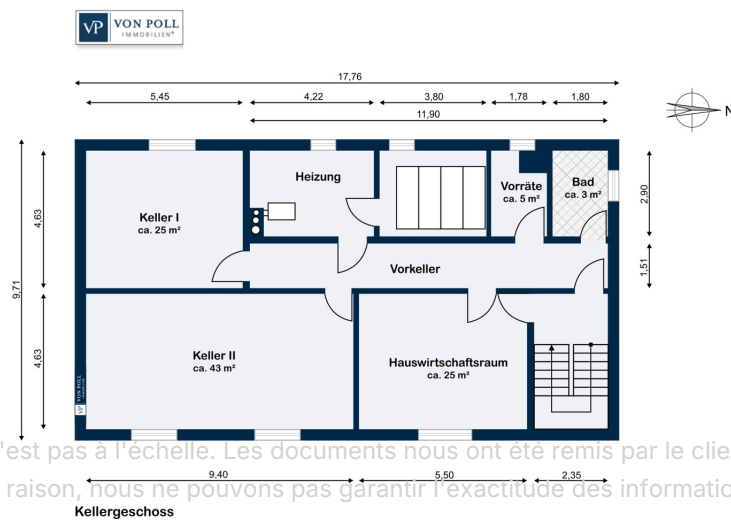 VP VON POLL
IMMOBILIEN®
17,76
5,45 4,22 3,80 1,78 1,80
11,90
N
9,71
4,63
4,63
2,90
1,51
Heizung
Keller I
ca. 25 m²
Vorräte
ca. 5 m²
Bad
ca. 3 m²
Vorkeller
Keller II
ca. 43 m²
Hauswirtschaftsraum
ca. 25 m²
VP VON POLL
'est pas à l'échelle. Les documents nous ont été remis par le clie
9,40 5,50 2,35
raison, nous ne pouvons pas garantir l'exactitude des informatio
Kellergeschoss